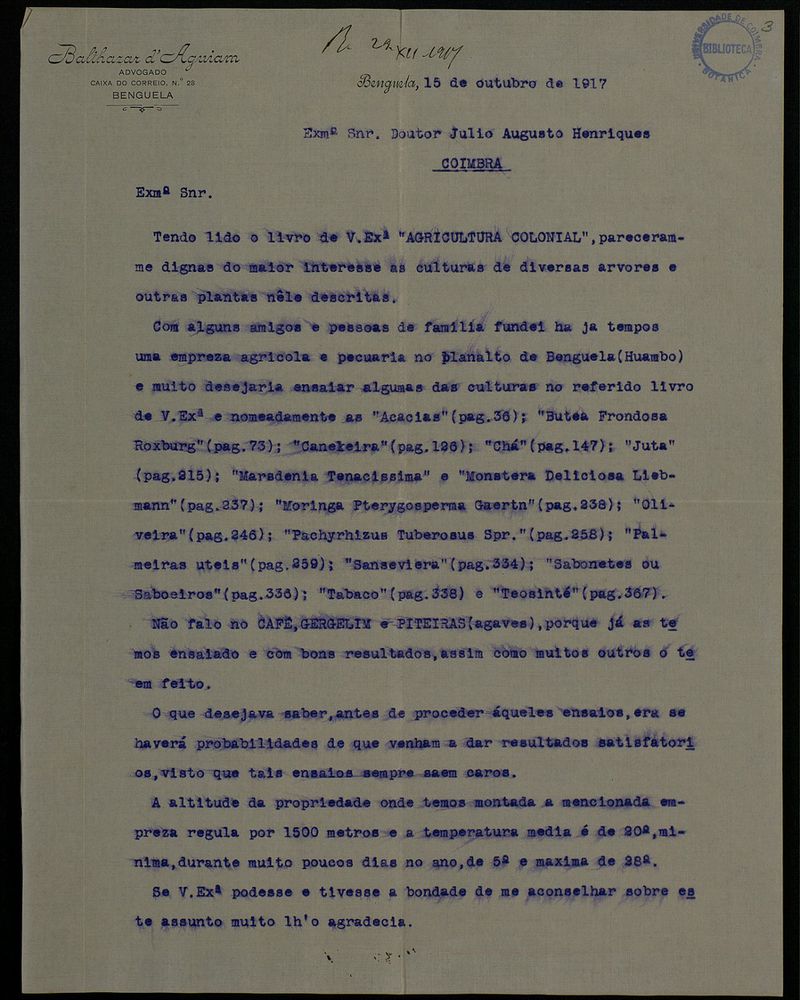 R. 29 XII-1917
3
UNIVERSIDADE DE COIMBRA
BIBLIOTECA
BOTANICA
Balthazar d'Aguiam
ADVOGADO
CAIXA DO CORREIO, N.º 28
BENGUELA
Benguela, 15 de outubro de 1917
Exmº Snr. Doutor Julio Augusto Henriques
COIMBRA
Exmª Snr.
Tendo lido o livro de V.Exª "AGRICULTURA COLONIAL",pareceram-
me dignas do maior interesse as culturas de diversas arvores e
outras plantas nêle descritas.
Com alguns amigos e pessoas de familia fundei ha ja tempos
uma empreza agricola e pecuaria no planalto de Benguela(Huambo)
e muito desejaria ensaiar algumas das culturas no referido livro
de V.Exª e nomeadamente as "Acacias"(pag.36); "Butea Frondosa
Roxburg"(pag.73); "Caneleira"(pag.126); "Chá"(pag.147); "Juta"
(pag.215); "Marsdenia Tenacissima" e "Monstera Deliciosa Lieb-
mann"(pag.237); "Moringa Pterygosperma Gaertn"(pag.238); "Oli-
veira"(pag.246); "Pachyrhizus Tuberosus Spr."(pag.258); "Pal-
meiras uteis"(pag.259); "Sanseviera"(pag.334); "Sabonetes ou
Saboeiros"(pag.336); "Tabaco"(pag.338) e "Teosinté"(pag.367).
Não falo no CAFÉ,GERGELIM e PITEIRAS(agaves),porque já as te
mos ensaiado e com bons resultados,assim como muitos outros o te
em feito.
O que desejava saber,antes de proceder áqueles ensaios,era se
haverá probabilidades de que venham a dar resultados satisfatori
os,visto que tais ensaios sempre saem caros.
A altitude da propriedade onde temos montada a mencionada em-
preza regula por 1500 metros e a temperatura media é de 20º,mi-
nima,durante muito poucos dias no ano,de 5º e maxima de 28º.
Se V.Exª podesse e tivesse a bondade de me aconselhar sobre es
te assunto muito lh'o agradecia.